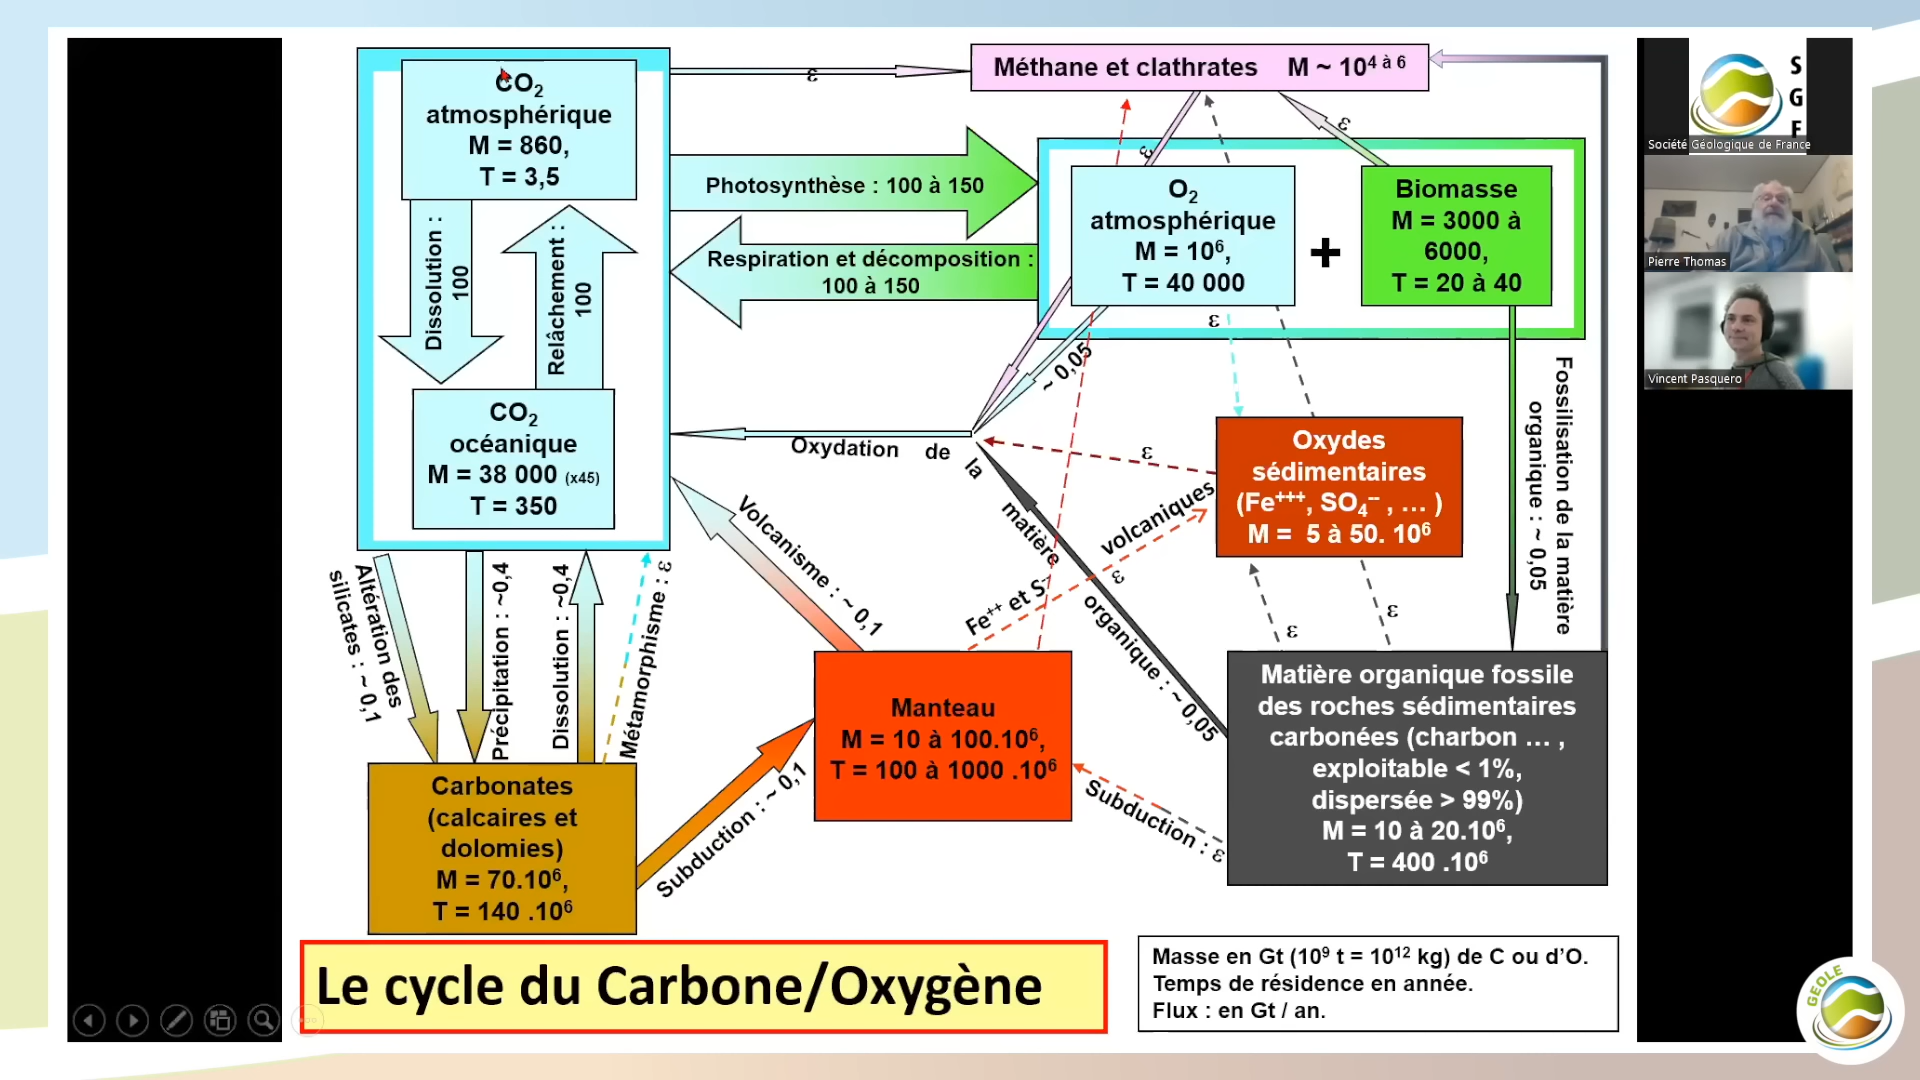 CO₂
atmosphérique
M = 860,
T = 3,5
Dissolution :
100
Relâchement :
100
CO₂
océanique
M = 38 000 (x45)
T = 350
ε
Méthane et clathrates M ~ 10⁴ ᵃ̀ ⁶
Photosynthèse : 100 à 150
Respiration et décomposition :
100 à 150
ε
ε
O₂
atmosphérique
M = 10⁶,
T = 40 000
+
Biomasse
M = 3000 à
6000,
T = 20 à 40
ε
~ 0,05
Oxydation de la matière organique : ~ 0,05
ε
Oxydes
sédimentaires
(Fe⁺⁺⁺, SO₄⁻⁻ , … )
M = 5 à 50. 10⁶
Fossilisation de la matière
organique : ~ 0,05
Altération des
silicates : ~ 0,1
Précipitation : ~0,4
Dissolution : ~0,4
Métamorphisme : ε
Volcanisme : ~ 0,1
Fe⁺⁺ et S⁻ volcaniques
ε
ε
ε
Carbonates
(calcaires et
dolomies)
M = 70.10⁶,
T = 140 .10⁶
Subduction : ~ 0,1
Manteau
M = 10 à 100.10⁶,
T = 100 à 1000 .10⁶
Subduction : ε
Matière organique fossile
des roches sédimentaires
carbonées (charbon … ,
exploitable < 1%,
dispersée > 99%)
M = 10 à 20.10⁶,
T = 400 .10⁶
Le cycle du Carbone/Oxygène
Masse en Gt (10⁹ t = 10¹² kg) de C ou d’O.
Temps de résidence en année.
Flux : en Gt / an.
S
G
F
Société Géologique de France
Pierre Thomas
Vincent Pasquero
GEOLE